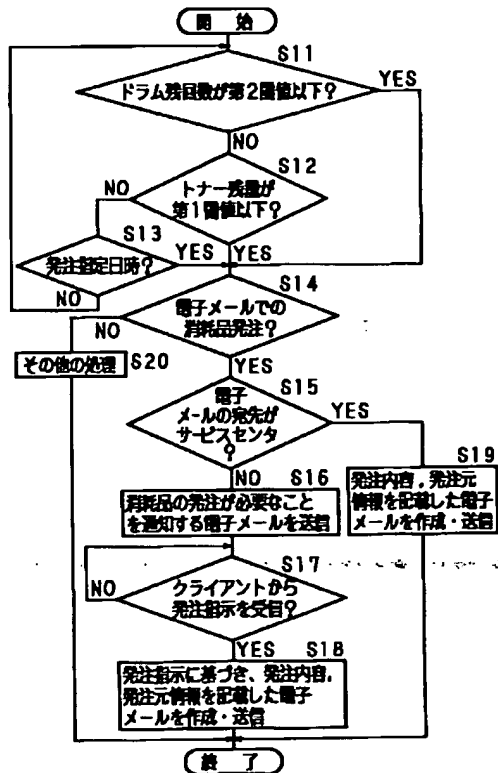 開 始
S11
ドラム残回数が第2閾値以下?
YES
NO
S12
トナー残量が
第1閾値以下?
NO
S13
発注指定日時?
YES
YES
NO
S14
電子メールでの
消耗品発注?
NO
YES
その他の処理
S20
S15
電子
メールの宛先が
サービスセンタ
?
YES
NO
S16
消耗品の発注が必要なこと
を通知する電子メールを送信
S19
発注内容,発注元
情報を記載した電子
メールを作成・送信
S17
クライアントから
発注指示を受信?
NO
YES
S18
発注指示に基づき、発注内容,
発注元情報を記載した電子
メールを作成・送信
終 了